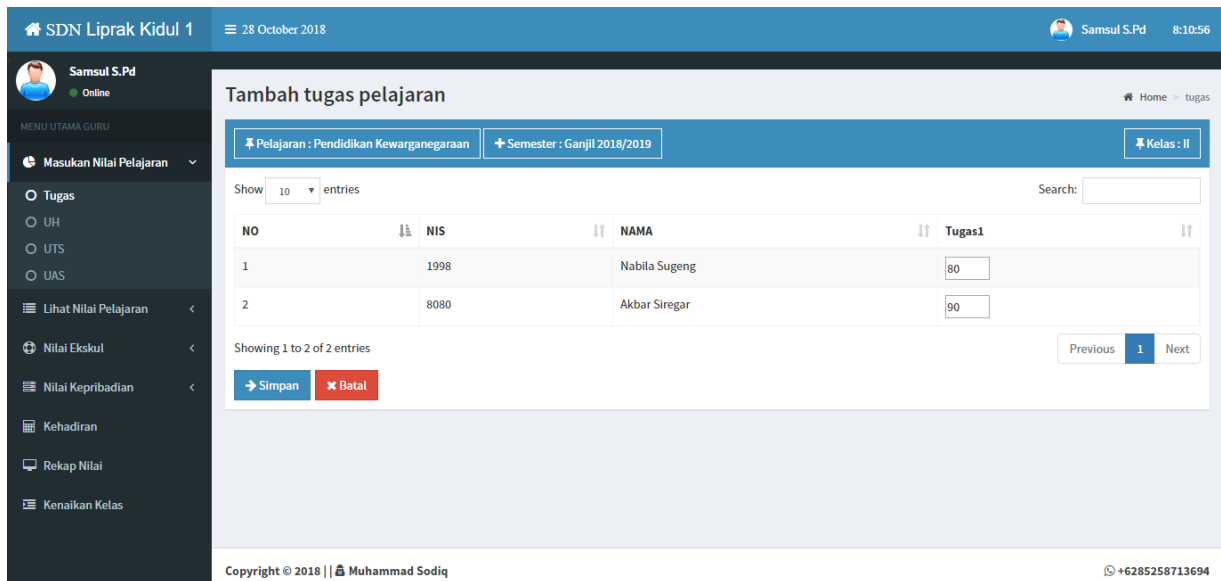 SDN Liprak Kidul 1
28 October 2018
Samsul S.Pd 8:10:56
Samsul S.Pd
Online
MENU UTAMA GURU
Masukan Nilai Pelajaran
Tugas
UH
UTS
UAS
Lihat Nilai Pelajaran
Nilai Ekskul
Nilai Kepribadian
Kehadiran
Rekap Nilai
Kenaikan Kelas
Tambah tugas pelajaran
Home > tugas
Pelajaran : Pendidikan Kewarganegaraan
Semester : Ganjil 2018/2019
Kelas : II
Show 10 entries
Search:
NO NIS NAMA Tugas1
1 1998 Nabila Sugeng 80
2 8080 Akbar Siregar 90
Showing 1 to 2 of 2 entries
Previous 1 Next
Simpan
Batal
Copyright © 2018 || Muhammad Sodiq
+6285258713694